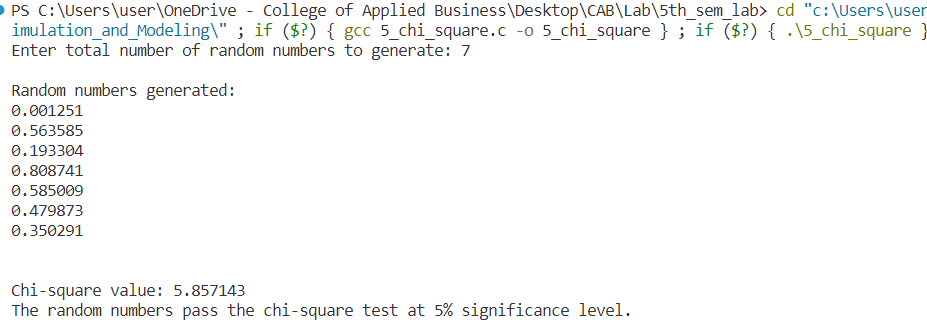 PS C:\Users\user\OneDrive - College of Applied Business\Desktop\CAB\Lab\5th_sem_lab> cd "c:\Users\user
imulation_and_Modeling\" ; if ($?) { gcc 5_chi_square.c -o 5_chi_square } ; if ($?) { .\5_chi_square }
Enter total number of random numbers to generate: 7
Random numbers generated:
0.001251
0.563585
0.193304
0.808741
0.585009
0.479873
0.350291
Chi-square value: 5.857143
The random numbers pass the chi-square test at 5% significance level.